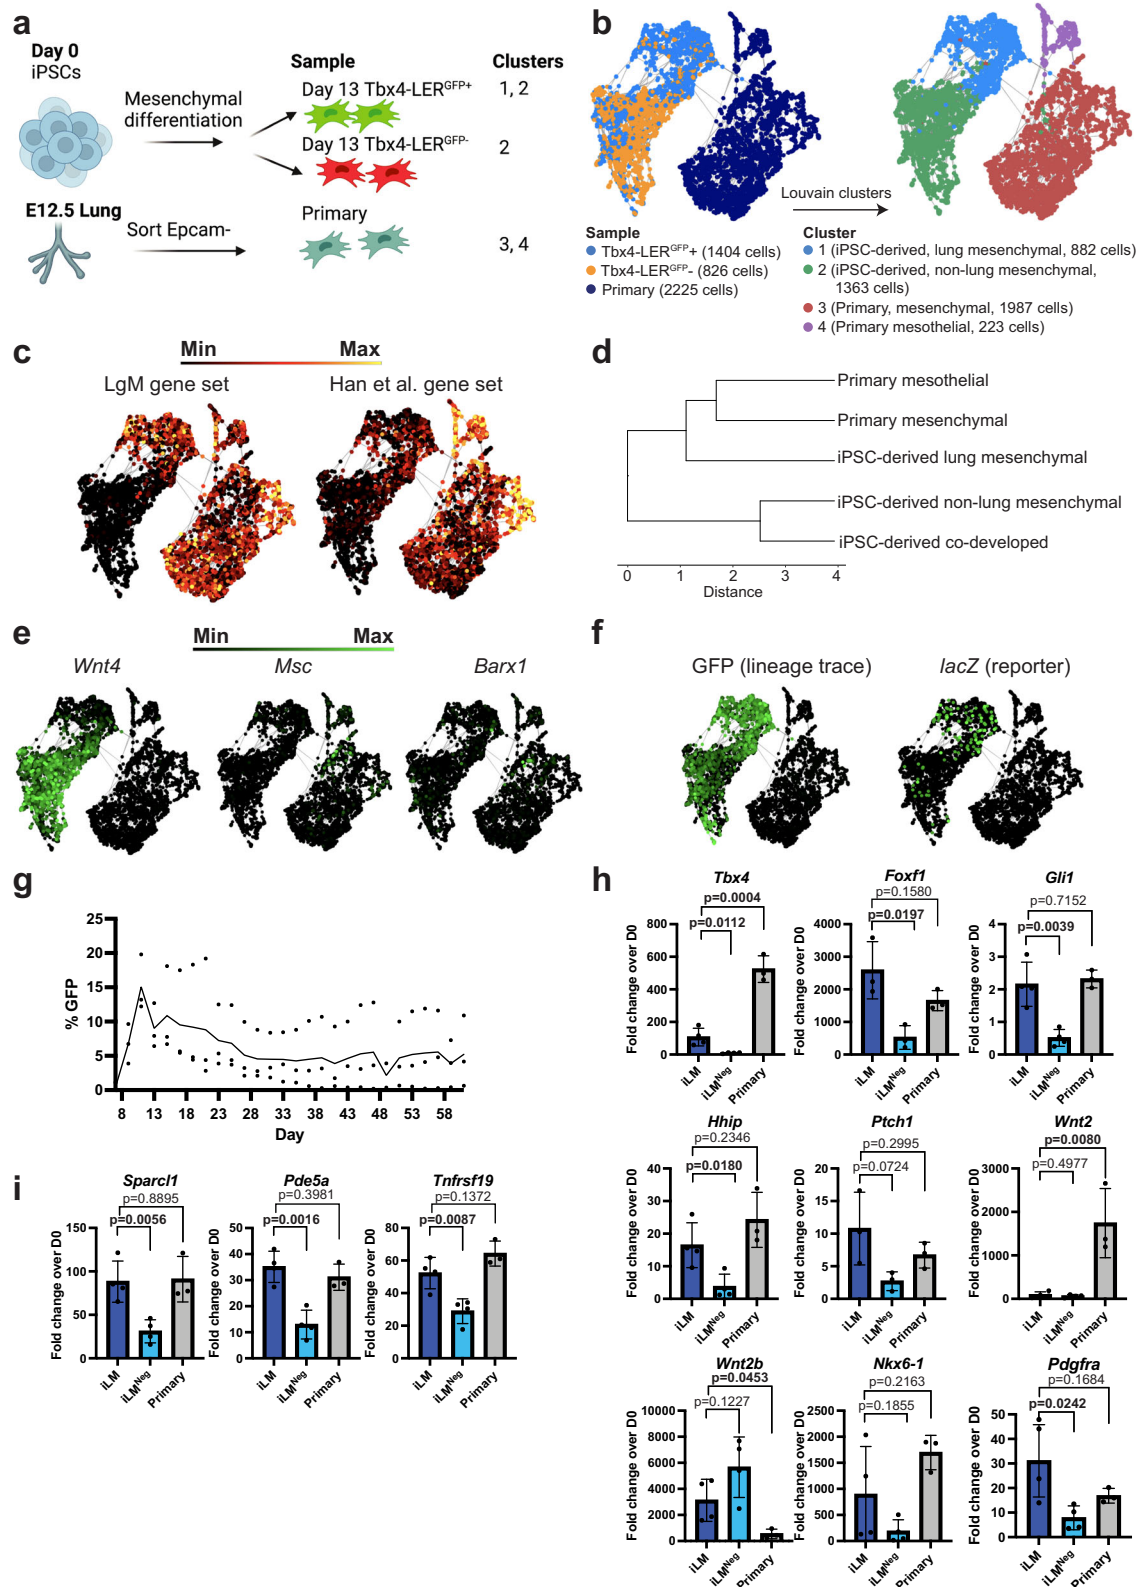 a
Day 0
iPSCs
Mesenchymal
differentiation
Sample
Clusters
Day 13 Tbx4-LERGFP+
1, 2
Day 13 Tbx4-LERGFP-
2
E12.5 Lung
Sort Epcam-
Primary
3, 4
b
Louvain clusters
Sample
Tbx4-LERGFP+ (1404 cells)
Tbx4-LERGFP- (826 cells)
Primary (2225 cells)
Cluster
1 (iPSC-derived, lung mesenchymal, 882 cells)
2 (iPSC-derived, non-lung mesenchymal,
1363 cells)
3 (Primary, mesenchymal, 1987 cells)
4 (Primary mesothelial, 223 cells)
c
Min Max
LgM gene set
Han et al. gene set
d
Primary mesothelial
Primary mesenchymal
iPSC-derived lung mesenchymal
iPSC-derived non-lung mesenchymal
iPSC-derived co-developed
0 1 2 3 4
Distance
e
Min Max
Wnt4
Msc
Barx1
f
GFP (lineage trace)
lacZ (reporter)
g
% GFP
25
20
15
10
5
0
8 13 18 23 28 33 38 43 48 53 58
Day
h
Tbx4
p=0.0004
p=0.0112
Fold change over D0
800
600
400
200
0
iLM
iLMNeg
Primary
Foxf1
p=0.1580
p=0.0197
Fold change over D0
4000
3000
2000
1000
0
iLM
iLMNeg
Primary
Gli1
p=0.7152
p=0.0039
Fold change over D0
4
3
2
1
0
iLM
iLMNeg
Primary
Hhip
p=0.2346
p=0.0180
Fold change over D0
40
30
20
10
0
iLM
iLMNeg
Primary
Ptch1
p=0.2995
p=0.0724
Fold change over D0
20
15
10
5
0
iLM
iLMNeg
Primary
Wnt2
p=0.0080
p=0.4977
Fold change over D0
3000
2000
1000
0
iLM
iLMNeg
Primary
Wnt2b
p=0.0453
p=0.1227
Fold change over D0
10000
8000
6000
4000
2000
0
iLM
iLMNeg
Primary
Nkx6-1
p=0.2163
p=0.1855
Fold change over D0
2500
2000
1500
1000
500
0
iLM
iLMNeg
Primary
Pdgfra
p=0.1684
p=0.0242
Fold change over D0
50
40
30
20
10
0
iLM
iLMNeg
Primary
i
Sparcl1
p=0.8895
p=0.0056
Fold change over D0
150
100
50
0
iLM
iLMNeg
Primary
Pde5a
p=0.3981
p=0.0016
Fold change over D0
50
40
30
20
10
0
iLM
iLMNeg
Primary
Tnfrsf19
p=0.1372
p=0.0087
Fold change over D0
80
60
40
20
0
iLM
iLMNeg
Primary